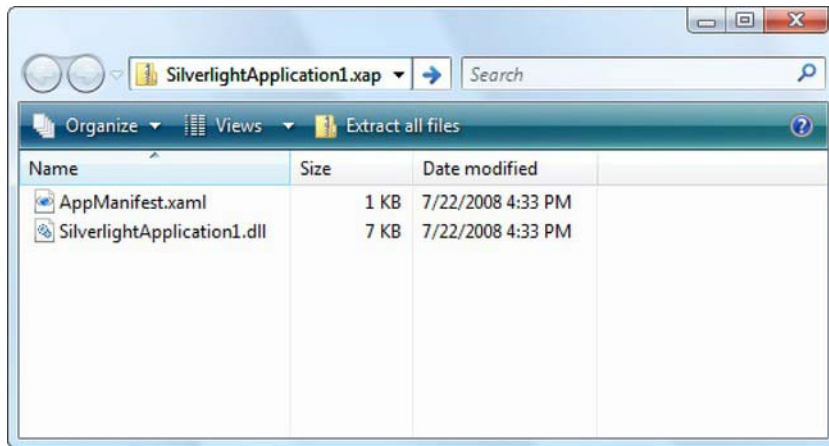 SilverlightApplication1.xap Search
Organize Views Extract all files
Name Size Date modified
AppManifest.xaml 1 KB 7/22/2008 4:33 PM
SilverlightApplication1.dll 7 KB 7/22/2008 4:33 PM